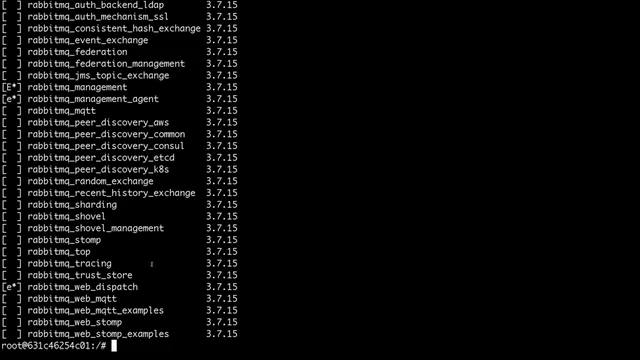 [  ] rabbitmq_auth_backend_ldap 3.7.15
[  ] rabbitmq_auth_mechanism_ssl 3.7.15
[  ] rabbitmq_consistent_hash_exchange 3.7.15
[  ] rabbitmq_event_exchange 3.7.15
[  ] rabbitmq_federation 3.7.15
[  ] rabbitmq_federation_management 3.7.15
[  ] rabbitmq_jms_topic_exchange 3.7.15
[E*] rabbitmq_management 3.7.15
[e*] rabbitmq_management_agent 3.7.15
[  ] rabbitmq_mqtt 3.7.15
[  ] rabbitmq_peer_discovery_aws 3.7.15
[  ] rabbitmq_peer_discovery_common 3.7.15
[  ] rabbitmq_peer_discovery_consul 3.7.15
[  ] rabbitmq_peer_discovery_etcd 3.7.15
[  ] rabbitmq_peer_discovery_k8s 3.7.15
[  ] rabbitmq_random_exchange 3.7.15
[  ] rabbitmq_recent_history_exchange 3.7.15
[  ] rabbitmq_sharding 3.7.15
[  ] rabbitmq_shovel 3.7.15
[  ] rabbitmq_shovel_management 3.7.15
[  ] rabbitmq_stomp 3.7.15
[  ] rabbitmq_top 3.7.15
[  ] rabbitmq_tracing 3.7.15
[  ] rabbitmq_trust_store 3.7.15
[e*] rabbitmq_web_dispatch 3.7.15
[  ] rabbitmq_web_mqtt 3.7.15
[  ] rabbitmq_web_mqtt_examples 3.7.15
[  ] rabbitmq_web_stomp 3.7.15
[  ] rabbitmq_web_stomp_examples 3.7.15
root@631c46254c01:/#